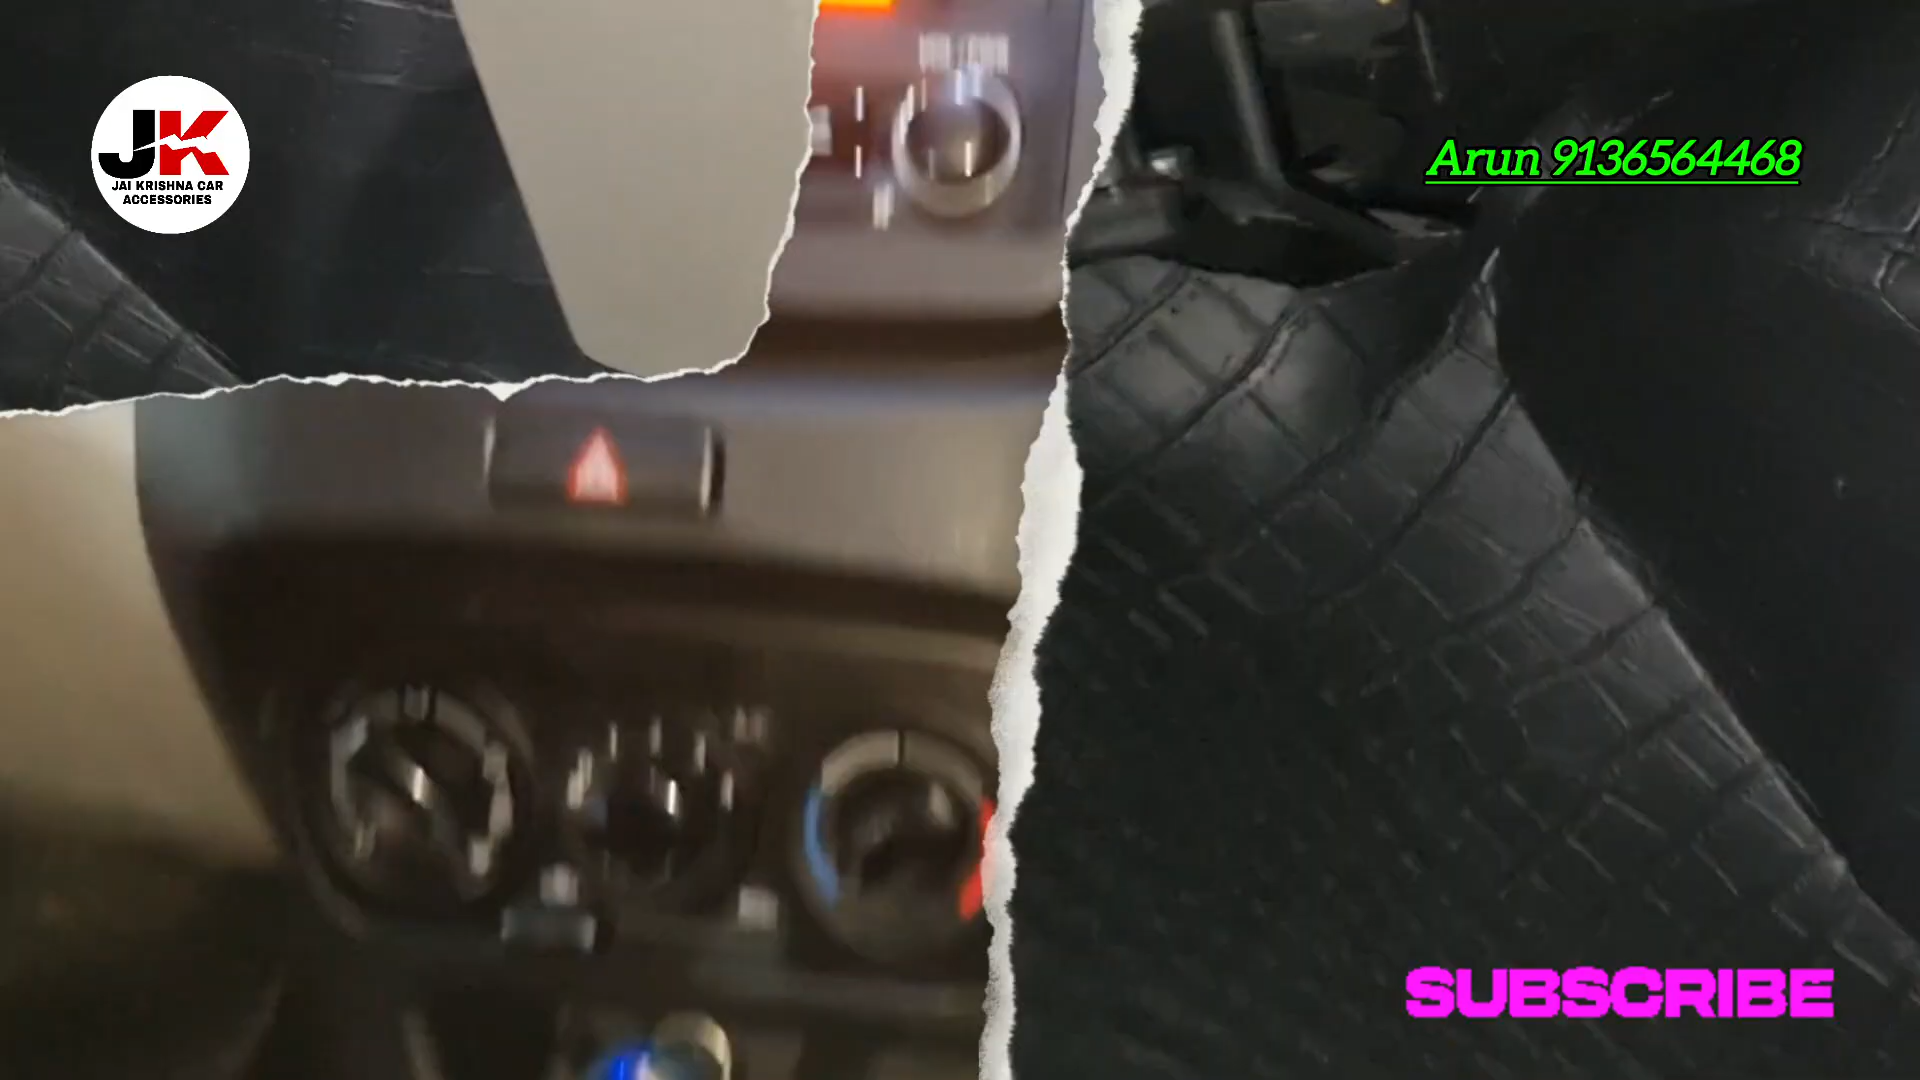 JK
JAI KRISHNA CAR
ACCESSORIES
Arun 9136564468
SUBSCRIBE